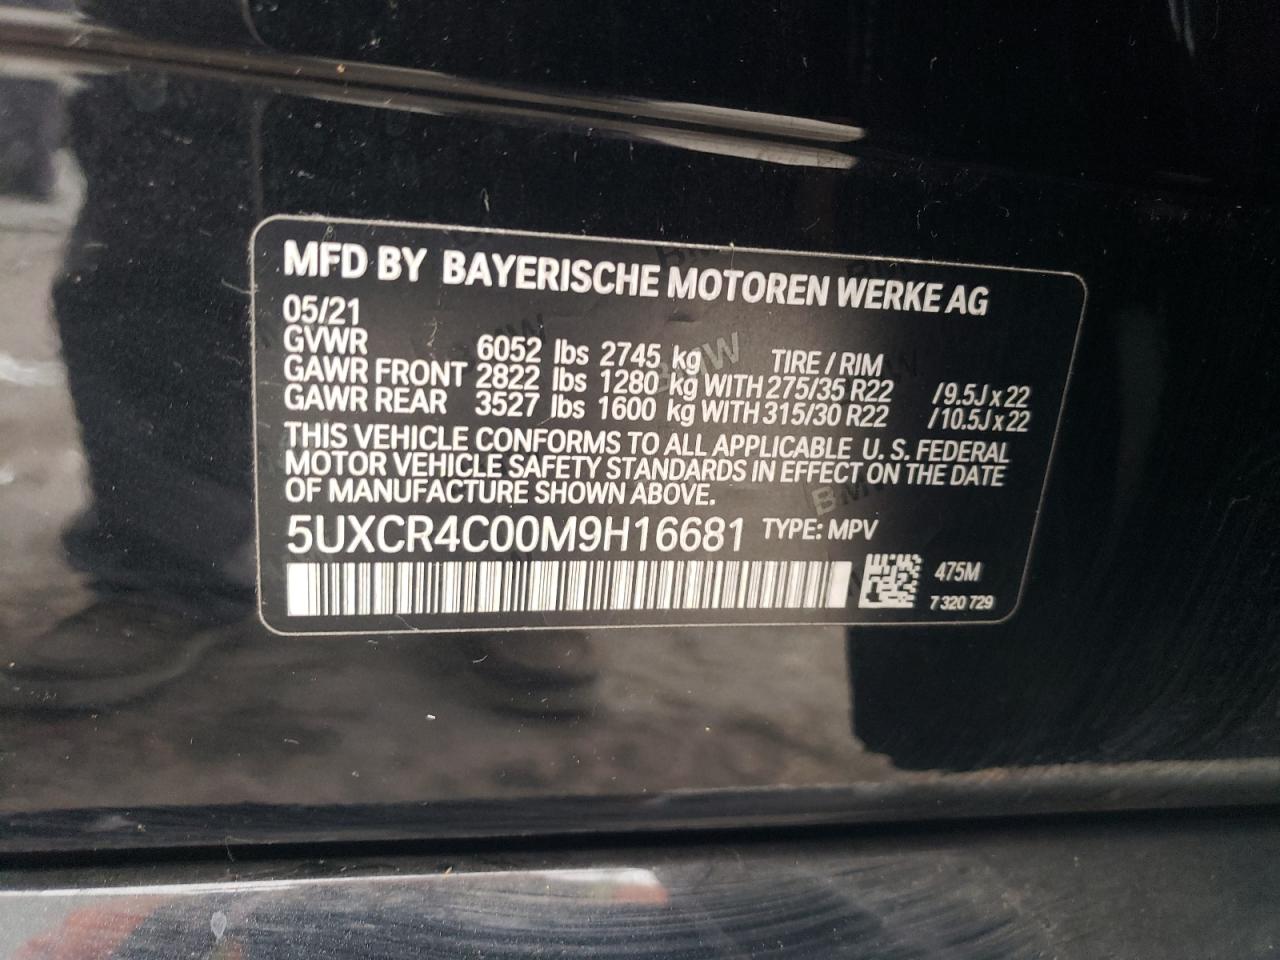 MFD BY BAYERISCHE MOTOREN WERKE AG
05/21
GVWR 6052 lbs 2745 kg TIRE / RIM
GAWR FRONT 2822 lbs 1280 kg WITH 275/35 R22 /9.5J x 22
GAWR REAR 3527 lbs 1600 kg WITH 315/30 R22 /10.5J x 22
THIS VEHICLE CONFORMS TO ALL APPLICABLE U. S. FEDERAL
MOTOR VEHICLE SAFETY STANDARDS IN EFFECT ON THE DATE
OF MANUFACTURE SHOWN ABOVE.
5UXCR4C00M9H16681 TYPE: MPV
475M
7 320 729